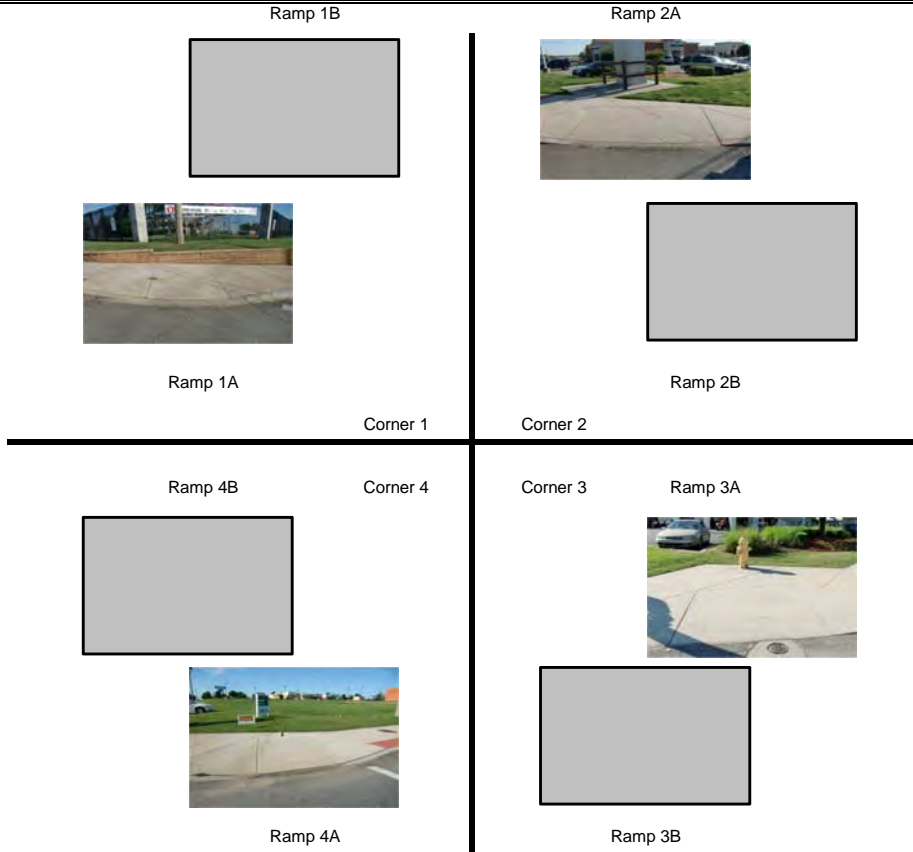 Ramp 1B
Ramp 2A
Ramp 1A
Ramp 2B
Corner 1
Corner 2
Ramp 4B
Corner 4
Corner 3
Ramp 3A
Ramp 4A
Ramp 3B